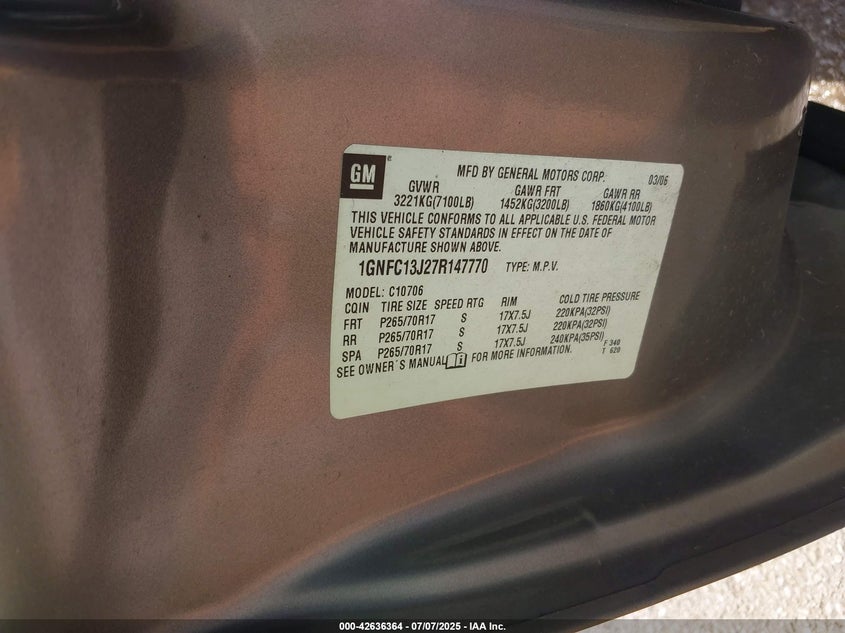 GM
MFD BY GENERAL MOTORS CORP. 03/06
GVWR GAWR FRT GAWR RR
3221KG(7100LB) 1452KG(3200LB) 1860KG(4100LB)
THIS VEHICLE CONFORMS TO ALL APPLICABLE U.S. FEDERAL MOTOR
VEHICLE SAFETY STANDARDS IN EFFECT ON THE DATE OF
MANUFACTURE SHOWN ABOVE.
1GNFC13J27R147770 TYPE: M.P.V.
MODEL: C10706
CQIN TIRE SIZE SPEED RTG RIM COLD TIRE PRESSURE
FRT P265/70R17 S 17X7.5J 220KPA(32PSI)
RR P265/70R17 S 17X7.5J 220KPA(32PSI)
SPA P265/70R17 S 17X7.5J 240KPA(35PSI) F 340
SEE OWNER'S MANUAL FOR MORE INFORMATION. T 620
000-42636364 / 07/07/2025 - IAA Inc.